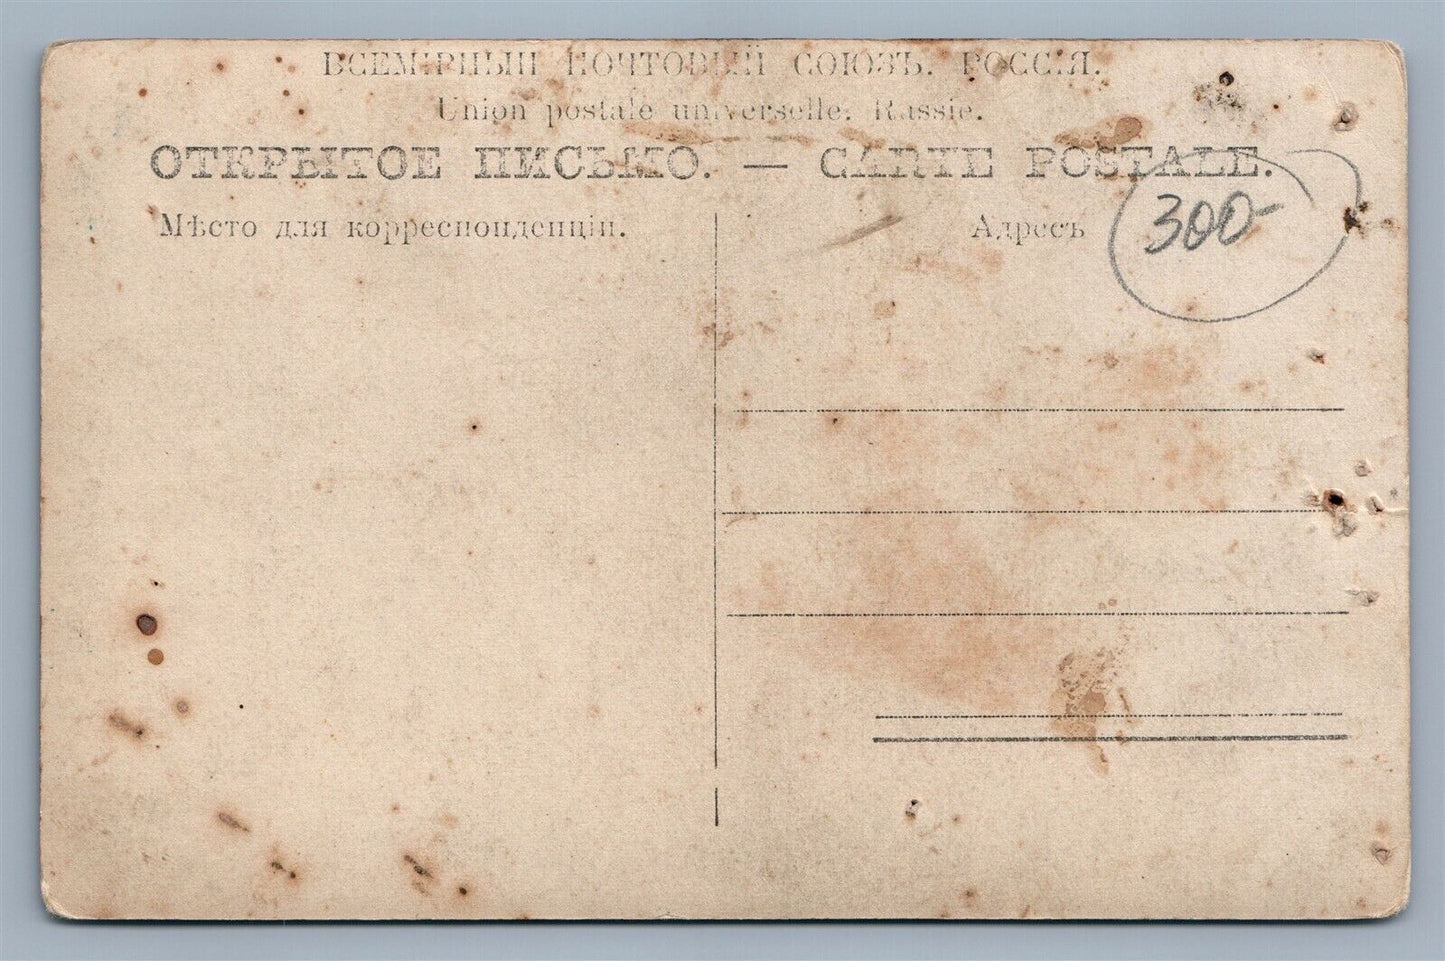 ВСЕМІРНЫЙ ПОЧТОВЫЙ СОЮЗЪ. РОССІЯ.
Union postale universelle. Russie.
ОТКРЫТОЕ ПИСЬМО. — CARTE POSTALE.
Мѣсто для корреспонденціи.
Адресъ
300-